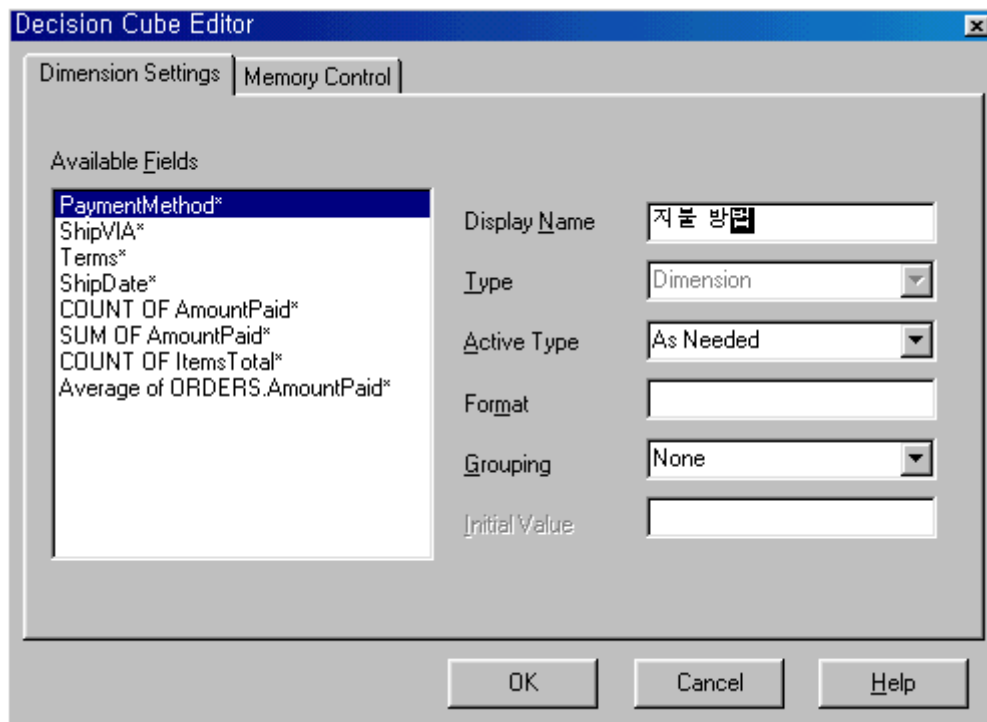 Decision Cube Editor
Dimension Settings
Memory Control
Available Fields
PaymentMethod*
ShipVIA*
Terms*
ShipDate*
COUNT OF AmountPaid*
SUM OF AmountPaid*
COUNT OF ItemsTotal*
Average of ORDERS.AmountPaid*
Display Name
지불 방법
Type
Dimension
Active Type
As Needed
Format
Grouping
None
Initial Value
OK
Cancel
Help